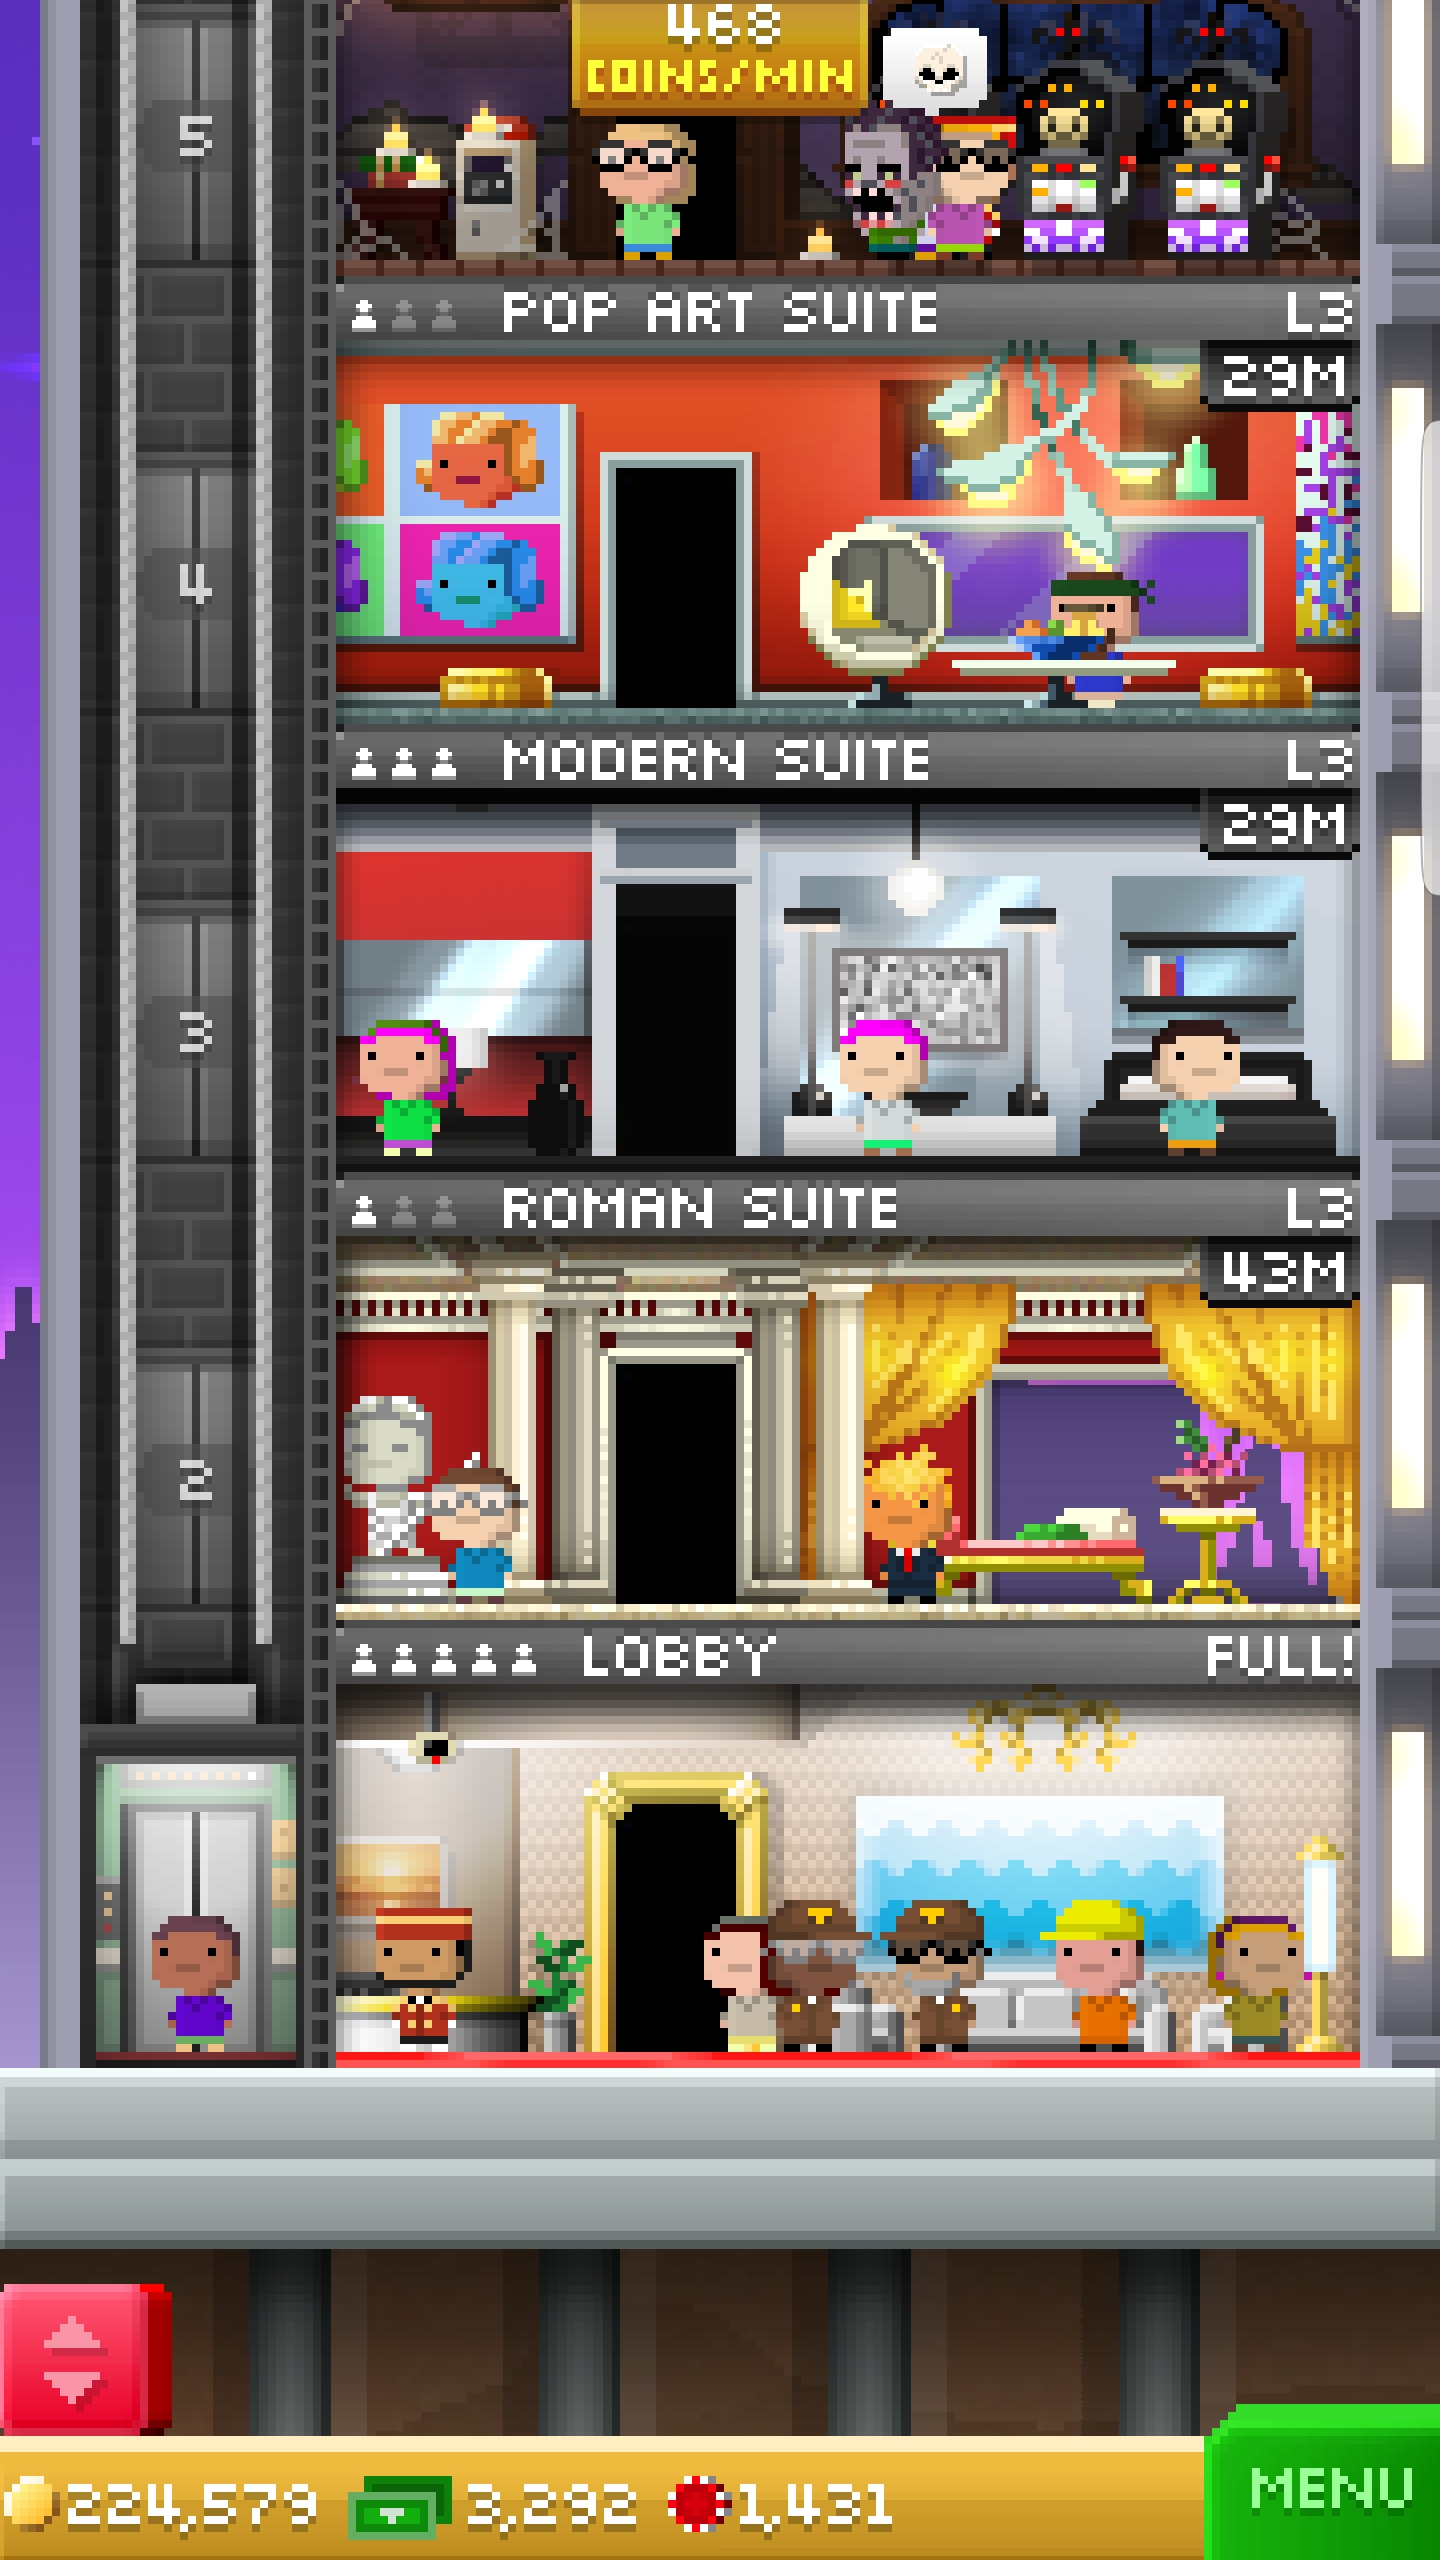 468
COINS/MIN
5
POP ART SUITE L3
29M
4
MODERN SUITE L3
29M
3
ROMAN SUITE L3
43M
2
LOBBY FULL!
224,579 3,292 1,431
MENU